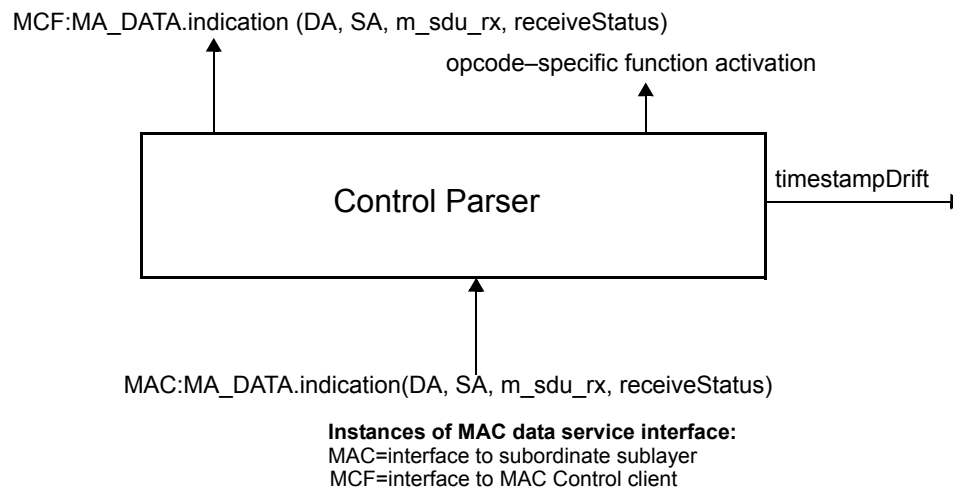 MCF:MA_DATA.indication (DA, SA, m_sdu_rx, receiveStatus)
opcode–specific function activation
timestampDrift
Control Parser
MAC:MA_DATA.indication(DA, SA, m_sdu_rx, receiveStatus)
Instances of MAC data service interface:
MAC=interface to subordinate sublayer
MCF=interface to MAC Control client